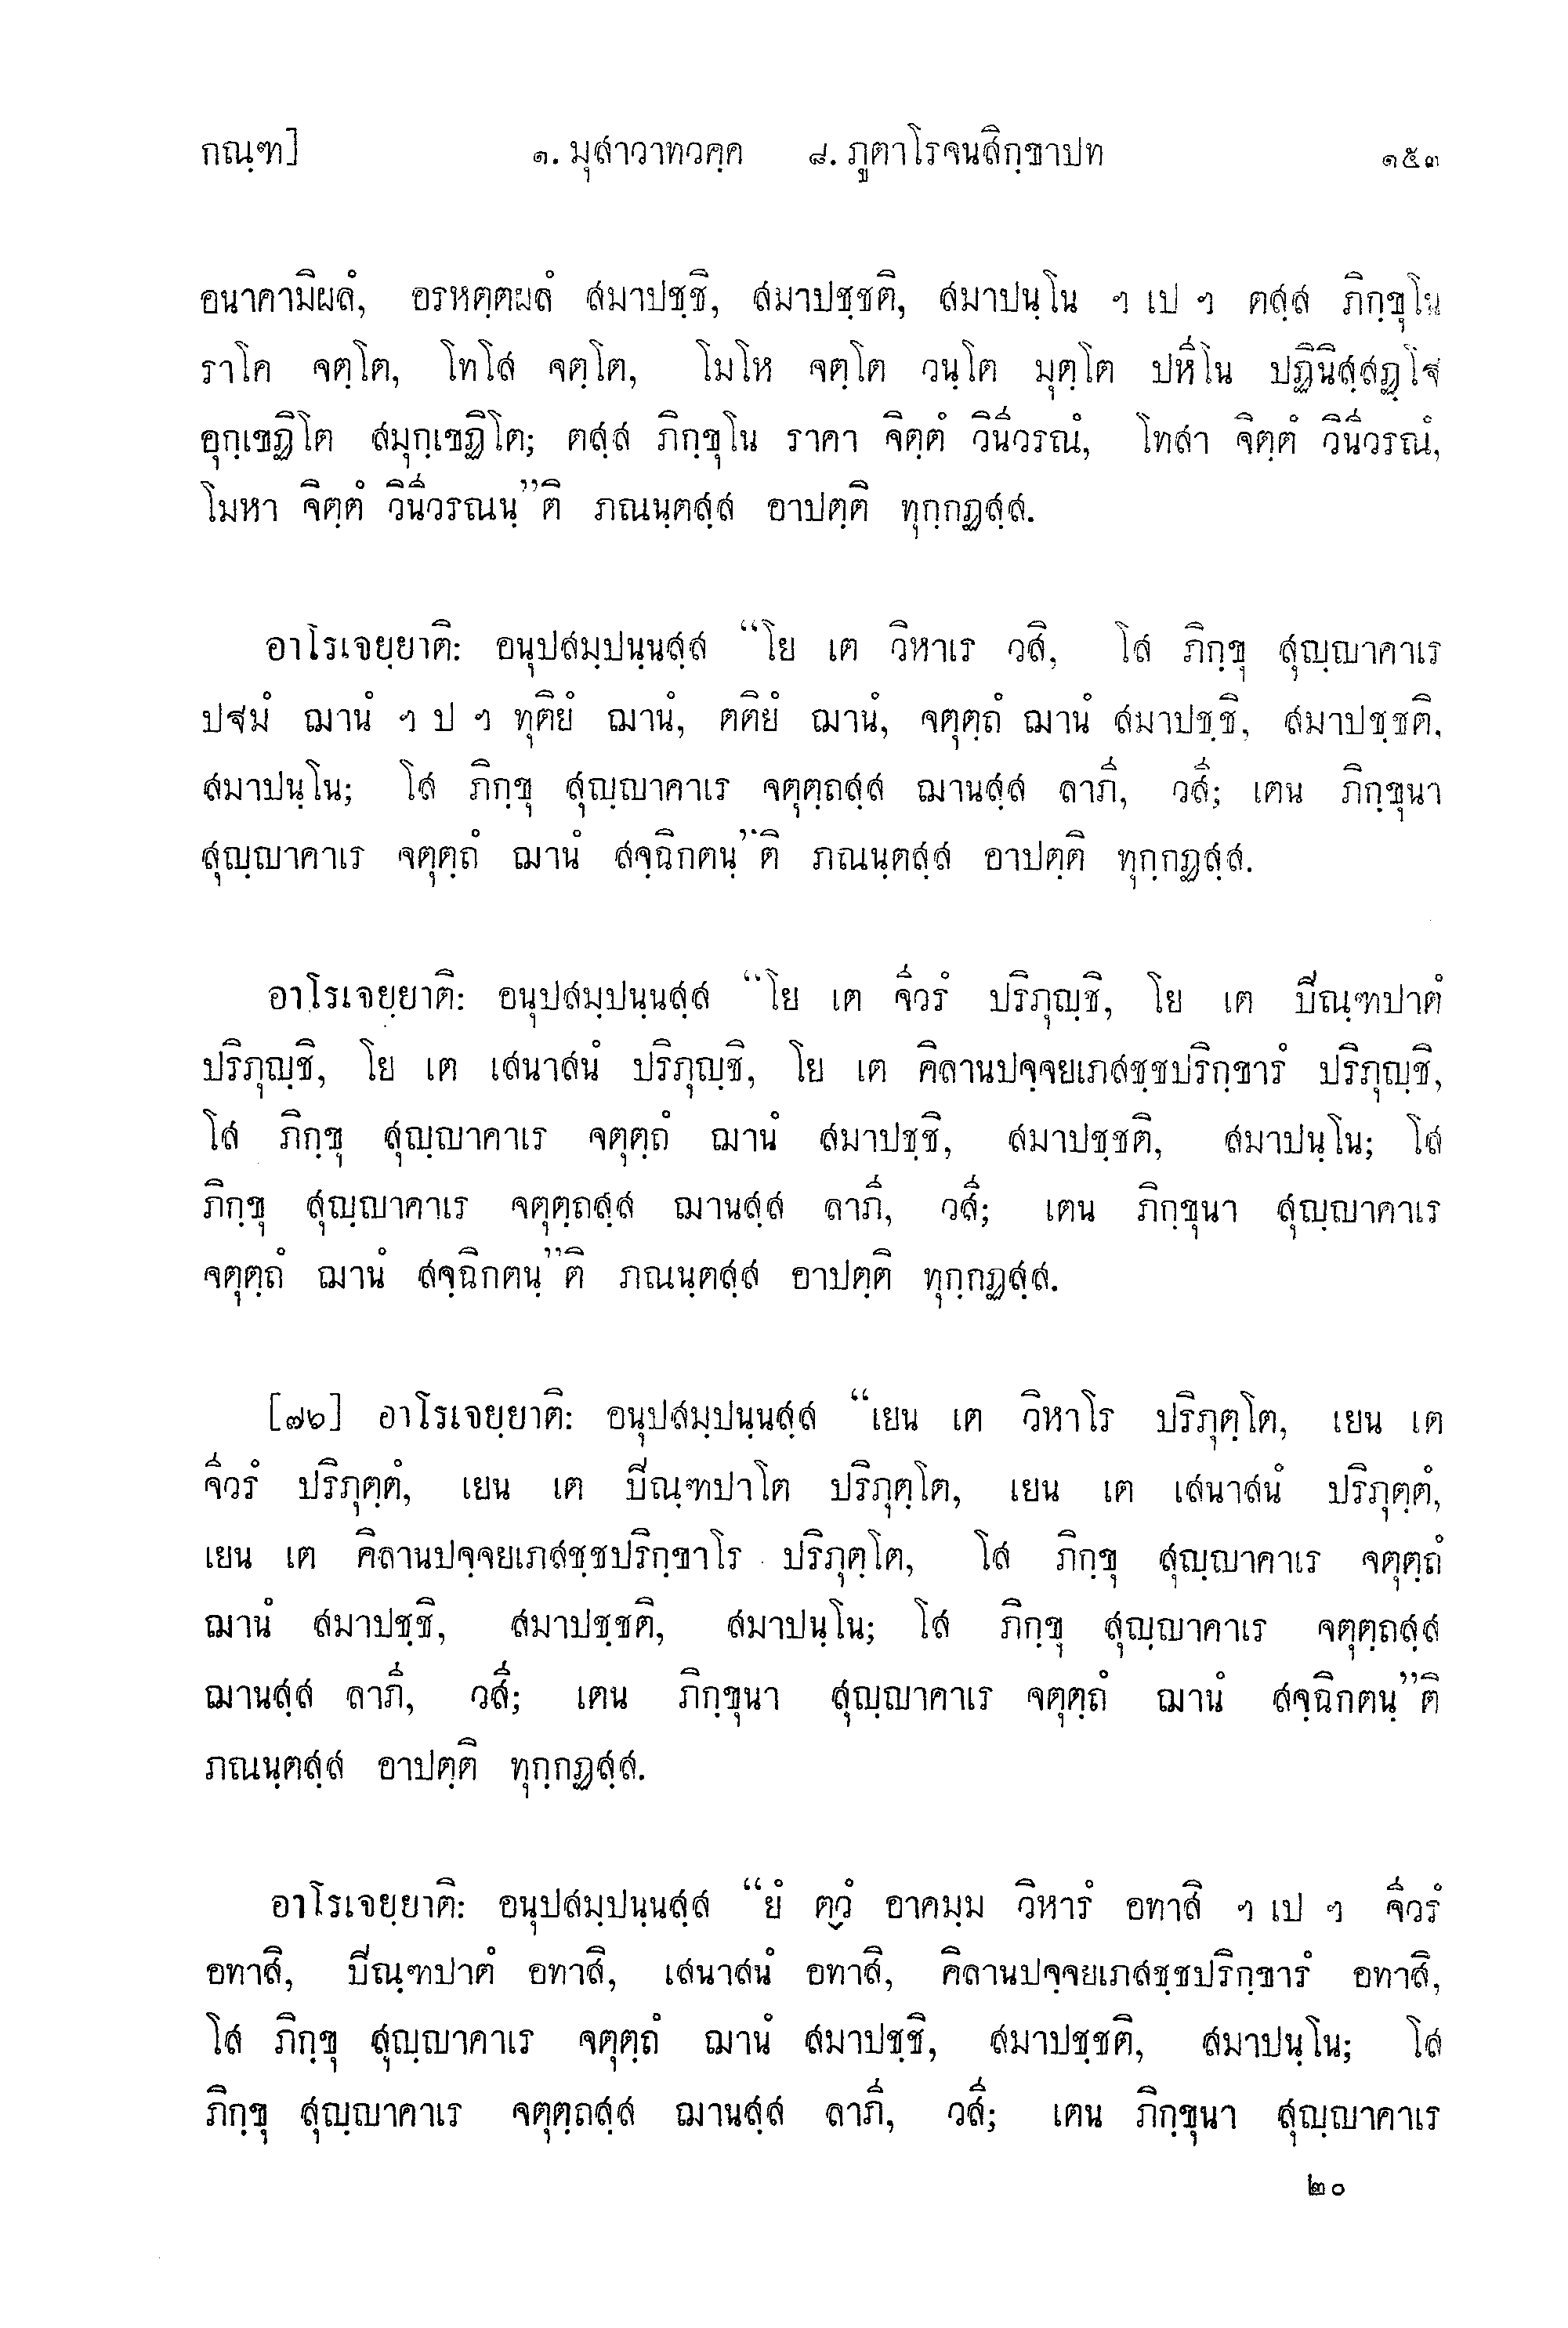 กณฺฑ] ๑. มุสาวาทวคฺค ๘. ภูตาโรจนสิกฺขาปท ๑๕๓
อนาคามิผลํ, อรหตฺตผลํ สมาปชฺชิ, สมาปชฺชติ, สมาปนฺโน ฯ เป ฯ ตสฺส ภิกฺขุโน
ราโค จตฺโต, โทโส จตฺโต, โมโห จตฺโต วนฺโต มุตฺโต ปหีโน ปฏินิสฺสฏฺโฐ
อุกฺเขฏิโต สมุกฺเขฏิโต; ตสฺส ภิกฺขุโน ราคา จิตฺตํ วินีวรณํ, โทสา จิตฺตํ วินีวรณํ,
โมหา จิตฺตํ วินีวรณนฺ”ติ ภณนฺตสฺส อาปตฺติ ทุกฺกฏสฺส.
อาโรเจยฺยาติ: อนุปสมฺปนฺนสฺส “โย เต วิหาเร วสิ, โส ภิกฺขุ สุญฺญาคาเร
ปฐมํ ฌานํ ฯ ป ฯ ทุติยํ ฌานํ, ตติยํ ฌานํ, จตุตฺถํ ฌานํ สมาปชฺชิ, สมาปชฺชติ,
สมาปนฺโน; โส ภิกฺขุ สุญฺญาคาเร จตุตฺถสฺส ฌานสฺส ลาภี, วสี; เตน ภิกฺขุนา
สุญฺญาคาเร จตุตฺถํ ฌานํ สจฺฉิกตนฺ”ติ ภณนฺตสฺส อาปตฺติ ทุกฺกฏสฺส.
อาโรเจยฺยาติ: อนุปสมฺปนฺนสฺส “โย เต จีวรํ ปริภุญฺชิ, โย เต ปิณฺฑปาตํ
ปริภุญฺชิ, โย เต เสนาสนํ ปริภุญฺชิ, โย เต คิลานปจฺจยเภสชฺชปริกฺขารํ ปริภุญฺชิ,
โส ภิกฺขุ สุญฺญาคาเร จตุตฺถํ ฌานํ สมาปชฺชิ, สมาปชฺชติ, สมาปนฺโน; โส
ภิกฺขุ สุญฺญาคาเร จตุตฺถสฺส ฌานสฺส ลาภี, วสี; เตน ภิกฺขุนา สุญฺญาคาเร
จตุตฺถํ ฌานํ สจฺฉิกตนฺ”ติ ภณนฺตสฺส อาปตฺติ ทุกฺกฏสฺส.
[๗๖] อาโรเจยฺยาติ: อนุปสมฺปนฺนสฺส “เยน เต วิหาโร ปริภุตฺโต, เยน เต
จีวรํ ปริภุตฺตํ, เยน เต ปิณฺฑปาโต ปริภุตฺโต, เยน เต เสนาสนํ ปริภุตฺตํ,
เยน เต คิลานปจฺจยเภสชฺชปริกฺขาโร ปริภุตฺโต, โส ภิกฺขุ สุญฺญาคาเร จตุตฺถํ
ฌานํ สมาปชฺชิ, สมาปชฺชติ, สมาปนฺโน; โส ภิกฺขุ สุญฺญาคาเร จตุตฺถสฺส
ฌานสฺส ลาภี, วสี; เตน ภิกฺขุนา สุญฺญาคาเร จตุตฺถํ ฌานํ สจฺฉิกตนฺ”ติ
ภณนฺตสฺส อาปตฺติ ทุกฺกฏสฺส.
อาโรเจยฺยาติ: อนุปสมฺปนฺนสฺส “ยํ ตฺวํ อาคมฺม วิหารํ อทาสิ ฯ เป ฯ จีวรํ
อทาสิ, ปิณฺฑปาตํ อทาสิ, เสนาสนํ อทาสิ, คิลานปจฺจยเภสชฺชปริกฺขารํ อทาสิ,
โส ภิกฺขุ สุญฺญาคาเร จตุตฺถํ ฌานํ สมาปชฺชิ, สมาปชฺชติ, สมาปนฺโน; โส
ภิกฺขุ สุญฺญาคาเร จตุตฺถสฺส ฌานสฺส ลาภี, วสี; เตน ภิกฺขุนา สุญฺญาคาเร
๒๐